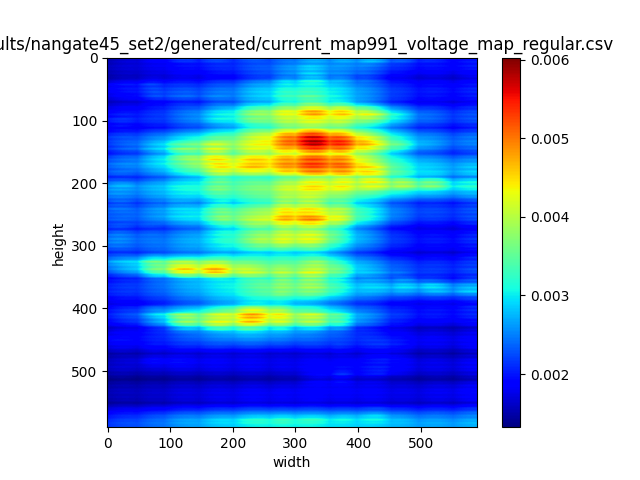 ults/nangate45_set2/generated/current_map991_voltage_map_regular.csv
0
100
200
300
400
500
height
0 100 200 300 400 500
width
0.006
0.005
0.004
0.003
0.002